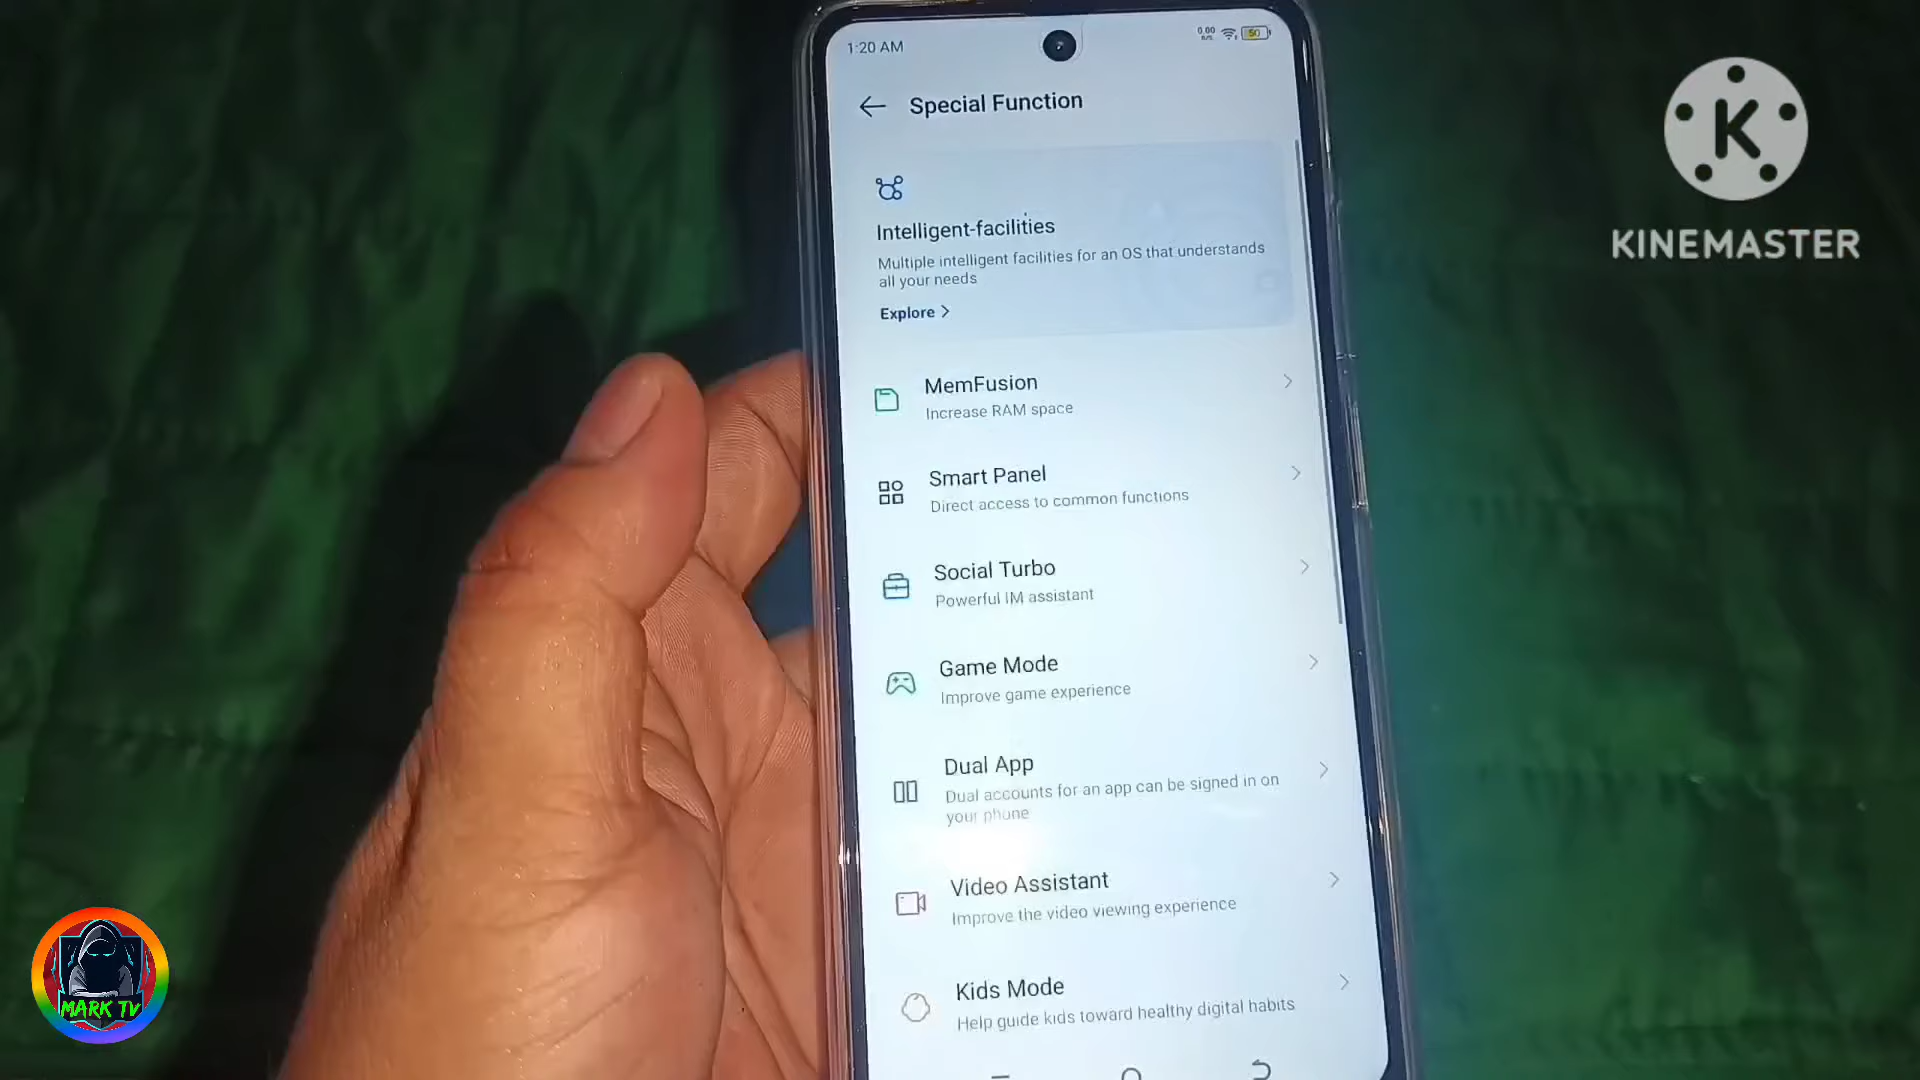 1:20 AM
0.00
50
Special Function
Intelligent-facilities
Multiple intelligent facilities for an OS that understands
all your needs
Explore >
MemFusion
Increase RAM space
Smart Panel
Direct access to common functions
Social Turbo
Powerful IM assistant
Game Mode
Improve game experience
Dual App
Dual accounts for an app can be signed in on
your phone
Video Assistant
Improve the video viewing experience
Kids Mode
Help guide kids toward healthy digital habits
K
KINEMASTER
MARK TV